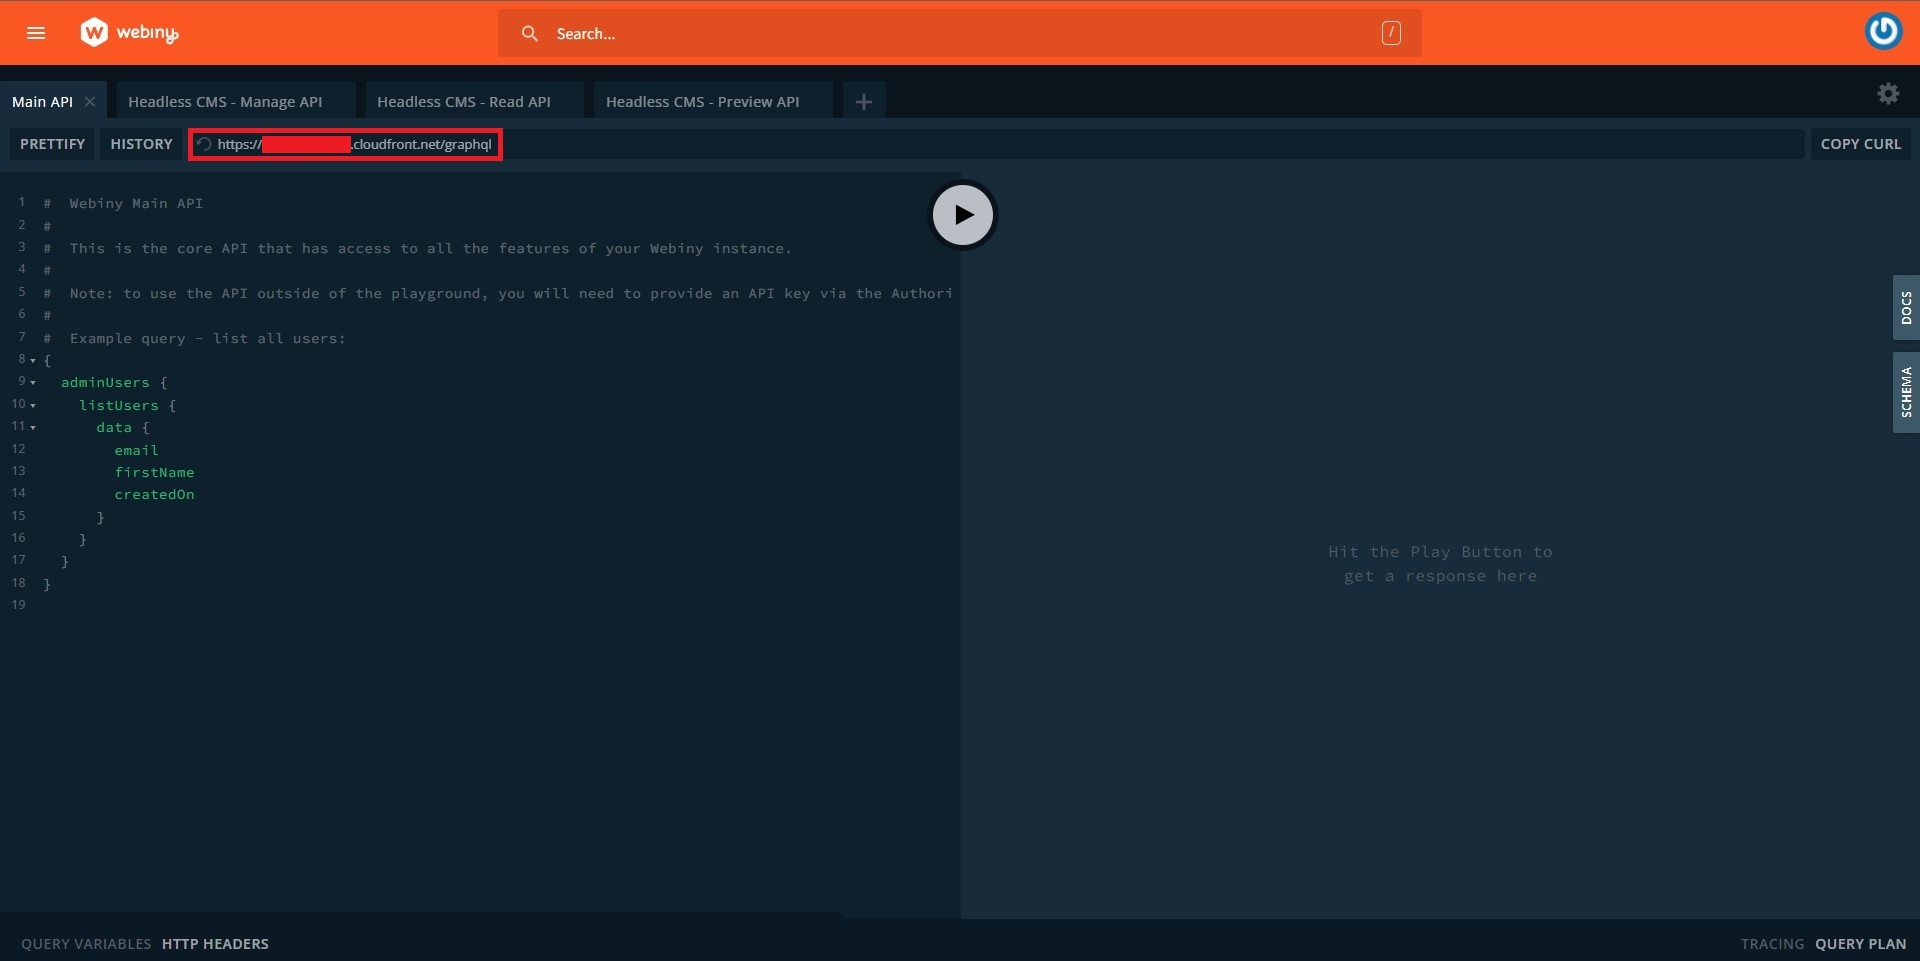 webiny
Search...
/
Main API
Headless CMS - Manage API
Headless CMS - Read API
Headless CMS - Preview API
+
PRETTIFY
HISTORY
https://
.cloudfront.net/graphql
COPY CURL
1 # Webiny Main API
2 #
3 # This is the core API that has access to all the features of your Webiny instance.
4 #
5 # Note: to use the API outside of the playground, you will need to provide an API key via the Authori
6 #
7 # Example query - list all users:
8 {
9 adminUsers {
10 listUsers {
11 data {
12 email
13 firstName
14 createdOn
15 }
16 }
17 }
18 }
19
Hit the Play Button to
get a response here
DOCS
SCHEMA
QUERY VARIABLES
HTTP HEADERS
TRACING
QUERY PLAN